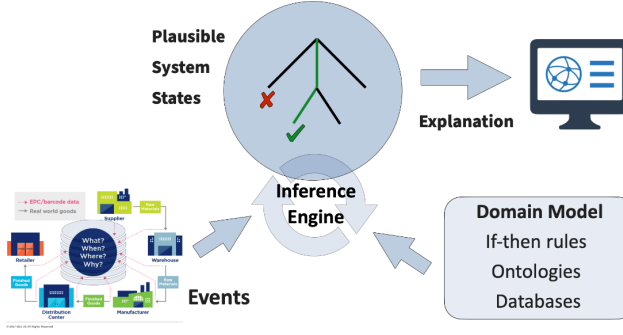 Plausible
System
States
Explanation
Inference
Engine
Domain Model
If-then rules
Ontologies
Databases
Events
EPC/barcode data
Real world goods
Supplier
Raw
Materials
What?
When?
Where?
Why?
Retailer
Warehouse
Finished
Goods
Raw
Materials
Finished
Goods
Distribution
Center
Manufacturer